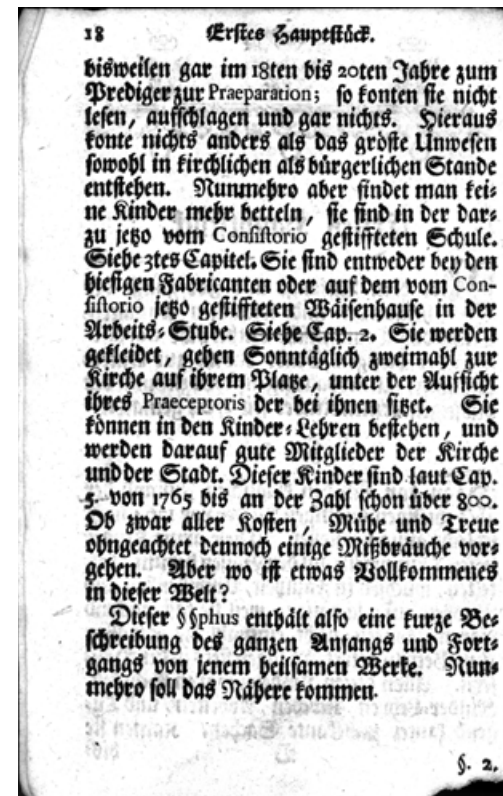 18 Erstes Hauptstück.
bisweilen gar im 18ten bis 20ten Jahre zum
Prediger zur Praeparation; so konten sie nicht
lesen, aufschlagen und gar nichts. Hieraus
konte nichts anders als das gröste Unwesen
sowohl in kirchlichen als bürgerlichen Stande
entstehen. Nunmehro aber findet man kei-
ne Kinder mehr betteln, sie sind in der dar-
zu jetzo vom Consistorio gestiffteten Schule.
Siehe 3tes Capitel. Sie sind entweder bey den
hiesigen Fabricanten oder auf dem vom Con-
sistorio jetzo gestiffteten Wäisenhause in der
Arbeits-Stube. Siehe Cap. 2. Sie werden
gekleidet, gehen Sonntäglich zweimahl zur
Kirche auf ihrem Platze, unter der Aufsicht
ihres Praeceptoris der bei ihnen sitzet. Sie
können in den Kinder-Lehren bestehen, und
werden darauf gute Mitglieder der Kirche
und der Stadt. Dieser Kinder sind laut Cap.
5. von 1765 bis an der Zahl schon über 800.
Ob zwar aller Kosten, Mühe und Treue
ohngeachtet dennoch einige Mißbräuche vor-
gehen. Aber wo ist etwas Vollkommenes
in dieser Welt?
Dieser §§phus enthält also eine kurze Be-
schreibung des ganzen Anfangs und Fort-
gangs von jenem heilsamen Werke. Nun-
mehro soll das Nähere kommen.
§. 2.